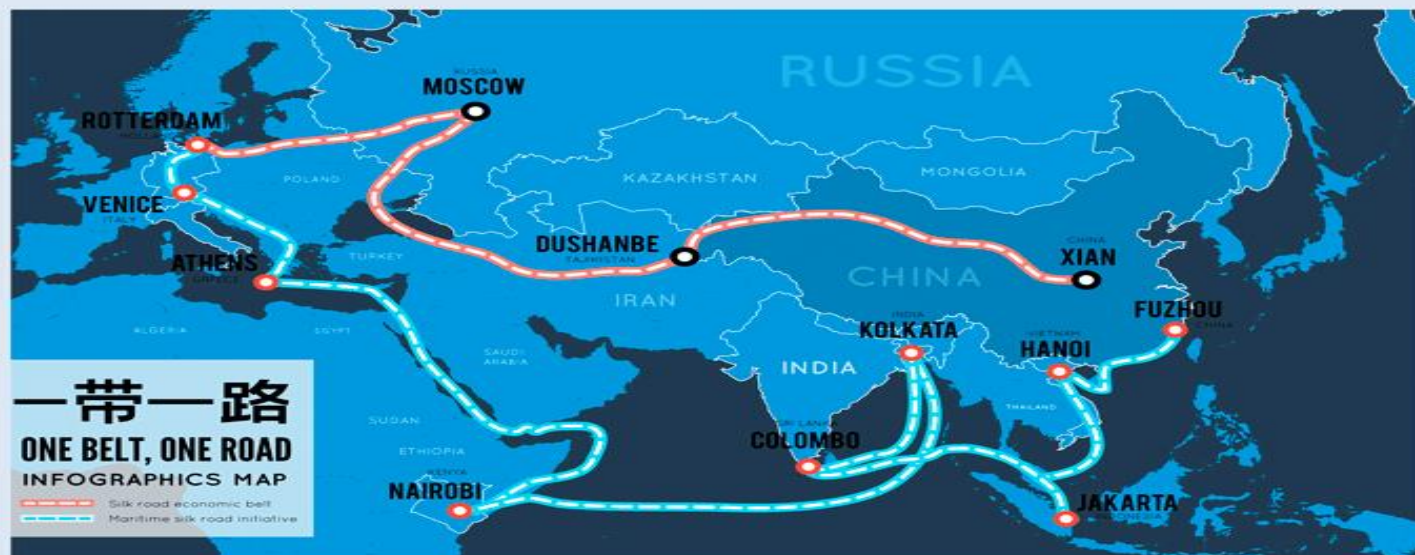 RUSSIA
RUSSIA
MOSCOW
ROTTERDAM
POLAND
KAZAKHSTAN
MONGOLIA
VENICE
ITALY
DUSHANBE
TAJIKISTAN
CHINA
XIAN
ATHENS
GREECE
TURKEY
IRAN
CHINA
FUZHOU
CHINA
ALGERIA
EGYPT
SAUDI
ARABIA
INDIA
KOLKATA
VIETNAM
HANOI
INDIA
THAILAND
SUDAN
ETHIOPIA
SRI LANKA
COLOMBO
KENYA
NAIROBI
JAKARTA
INDONESIA
一带一路
ONE BELT, ONE ROAD
INFOGRAPHICS MAP
Silk road economic belt
Maritime silk road initiative